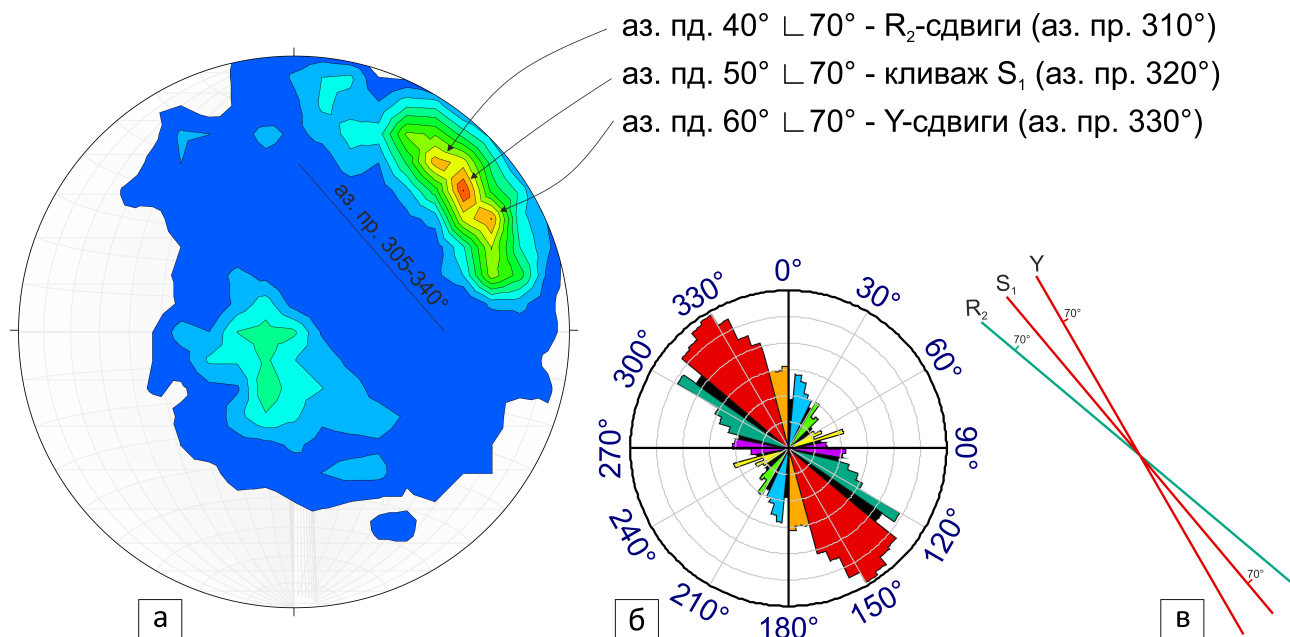 аз. пд. 40° ∟70° - R₂-сдвиги (аз. пр. 310°)
аз. пд. 50° ∟70° - кливаж S₁ (аз. пр. 320°)
аз. пд. 60° ∟70° - Y-сдвиги (аз. пр. 330°)
аз. пр. 305-340°
а
0°
30°
60°
90°
120°
150°
180°
210°
240°
270°
300°
330°
б
Y
S₁
R₂
70°
70°
70°
в